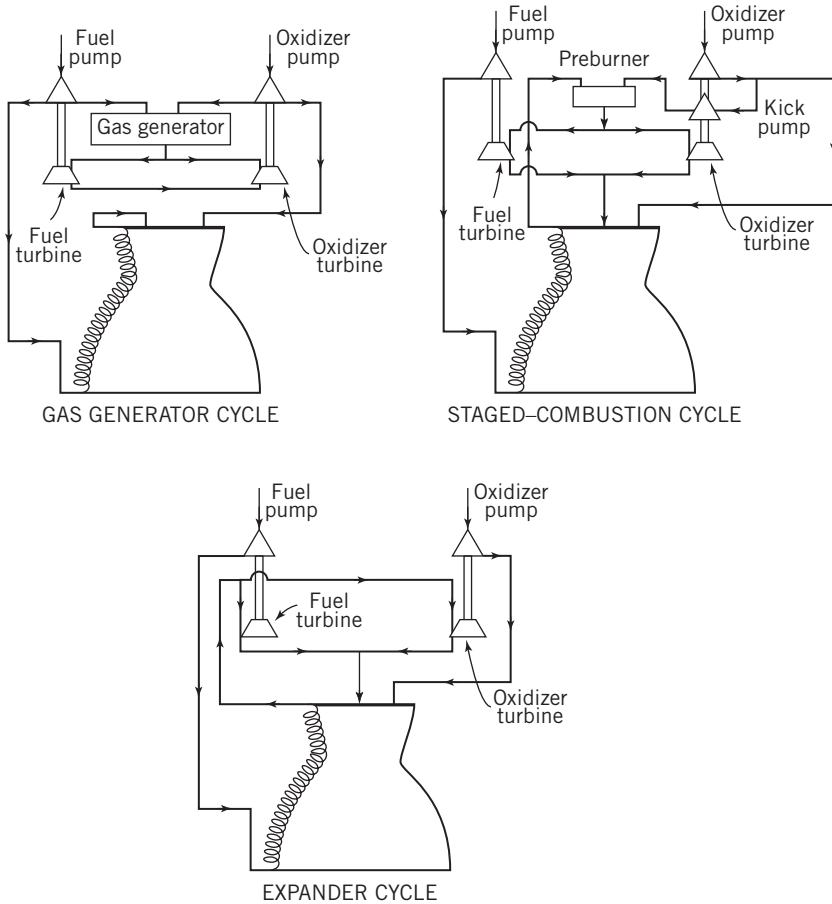 Fuel
pump
Oxidizer
pump
Gas generator
Fuel
turbine
Oxidizer
turbine
GAS GENERATOR CYCLE
Fuel
pump
Preburner
Oxidizer
pump
Kick
pump
Fuel
turbine
Oxidizer
turbine
STAGED–COMBUSTION CYCLE
Fuel
pump
Oxidizer
pump
Fuel
turbine
Oxidizer
turbine
EXPANDER CYCLE